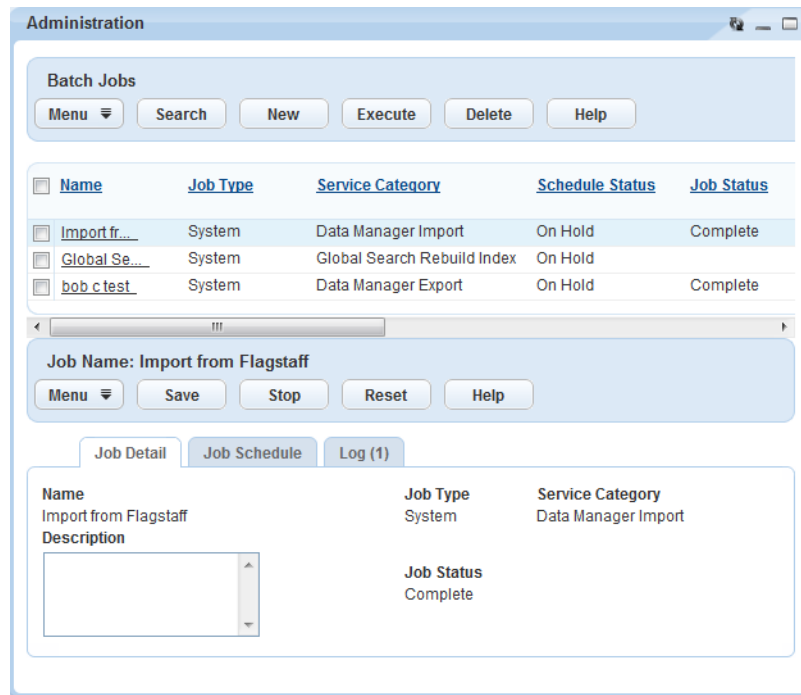 Administration
Batch Jobs
Menu Search New Execute Delete Help
Name Job Type Service Category Schedule Status Job Status
Import fr... System Data Manager Import On Hold Complete
Global Se... System Global Search Rebuild Index On Hold
bob c test System Data Manager Export On Hold Complete
Job Name: Import from Flagstaff
Menu Save Stop Reset Help
Job Detail Job Schedule Log (1)
Name Job Type Service Category
Import from Flagstaff System Data Manager Import
Description
Job Status
Complete